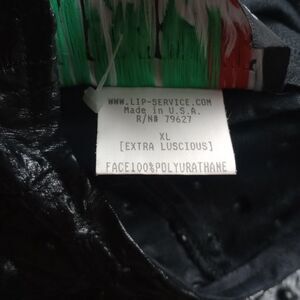 WWW.LIP-SERVICE.COM
Made in U.S.A.
R/N# 79627
XL
[EXTRA LUSCIOUS]
FACE100%POLYURATHANE